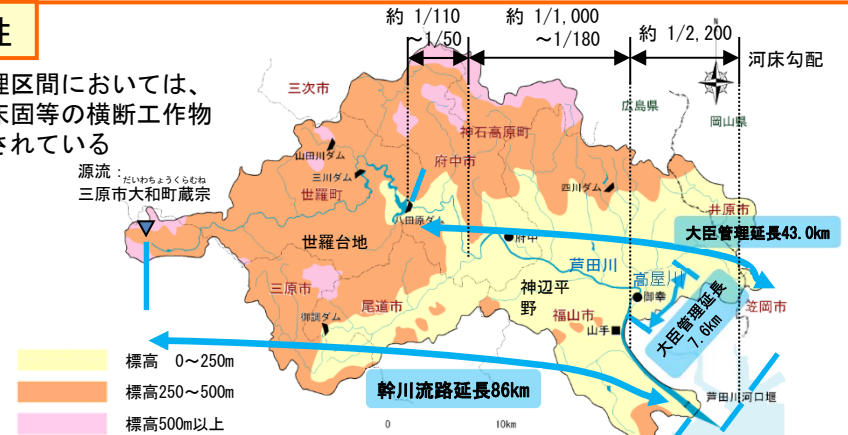 性
約 1/110
～1/50
約 1/1,000
～1/180
約 1/2,200
河床勾配
理区間においては、
床固等の横断工作物
されている
源流：
だいわちょうくらむね
三原市大和町蔵宗
N
三次市
広島県
岡山県
神石高原町
府中市
山田川ダム
三川ダム
世羅町
四川ダム
八田原ダム
井原市
大臣管理延長43.0km
世羅台地
府中
芦田川
高屋川
三原市
尾道市
神辺平
野
御幸
笠岡市
御調ダム
福山市
山手
大臣管理延長
7.6km
標高 0～250m
標高250～500m
標高500m以上
幹川流路延長86km
芦田川河口堰
0
10km